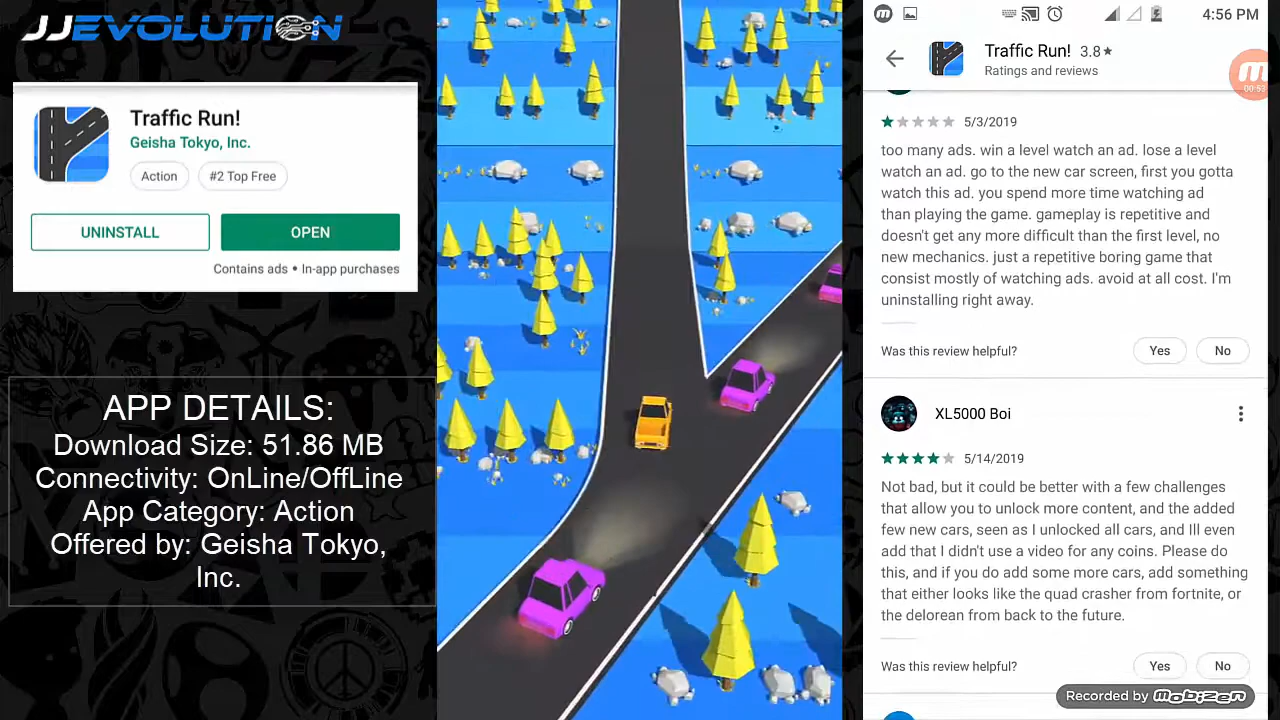 JJEVOLUTION
Traffic Run!
Geisha Tokyo, Inc.
Action
#2 Top Free
UNINSTALL
OPEN
Contains ads • In-app purchases
APP DETAILS:
Download Size: 51.86 MB
Connectivity: OnLine/OffLine
App Category: Action
Offered by: Geisha Tokyo,
Inc.
4:56 PM
Traffic Run! 3.8★
Ratings and reviews
00:53
5/3/2019
too many ads. win a level watch an ad. lose a level
watch an ad. go to the new car screen, first you gotta
watch this ad. you spend more time watching ad
than playing the game. gameplay is repetitive and
doesn't get any more difficult than the first level, no
new mechanics. just a repetitive boring game that
consist mostly of watching ads. avoid at all cost. I'm
uninstalling right away.
Was this review helpful?
Yes
No
XL5000 Boi
5/14/2019
Not bad, but it could be better with a few challenges
that allow you to unlock more content, and the added
few new cars, seen as I unlocked all cars, and Ill even
add that I didn't use a video for any coins. Please do
this, and if you do add some more cars, add something
that either looks like the quad crasher from fortnite, or
the delorean from back to the future.
Was this review helpful?
Yes
No
Recorded by mobizen